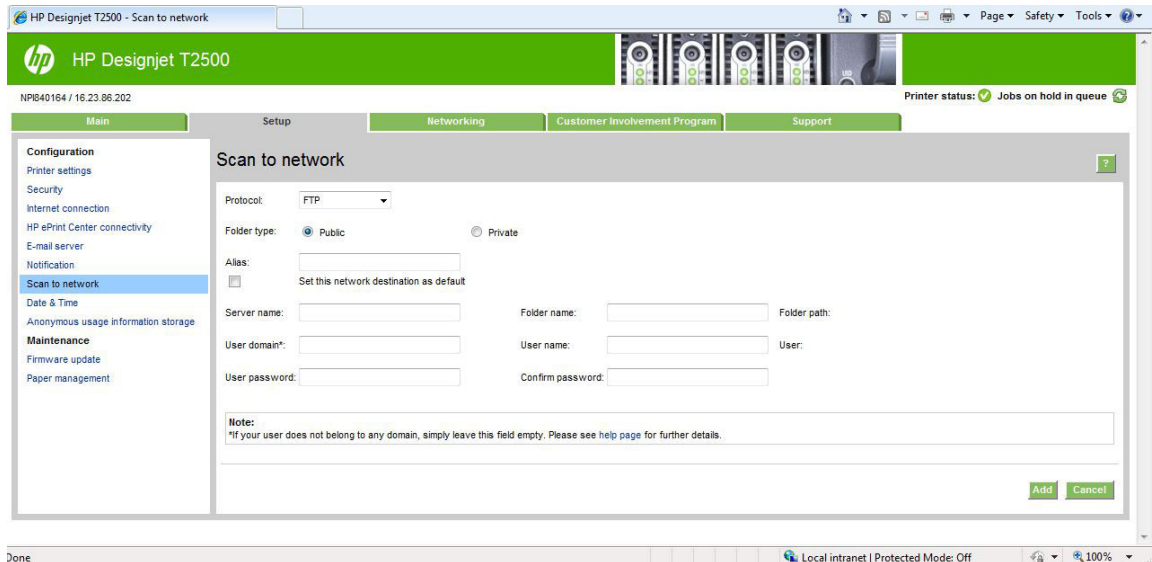 HP Designjet T2500 - Scan to network
Page Safety Tools
hp HP Designjet T2500
NPI840164 / 16.23.86.202
Printer status: Jobs on hold in queue
Main Setup Networking Customer Involvement Program Support
Configuration
Printer settings
Security
Internet connection
HP ePrint Center connectivity
E-mail server
Notification
Scan to network
Date & Time
Anonymous usage information storage
Maintenance
Firmware update
Paper management
Scan to network
?
Protocol: FTP
Folder type: Public Private
Alias:
Set this network destination as default
Server name: Folder name: Folder path:
User domain*: User name: User:
User password: Confirm password:
Note:
*If your user does not belong to any domain, simply leave this field empty. Please see help page for further details.
Add Cancel
Done Local intranet | Protected Mode: Off 100%